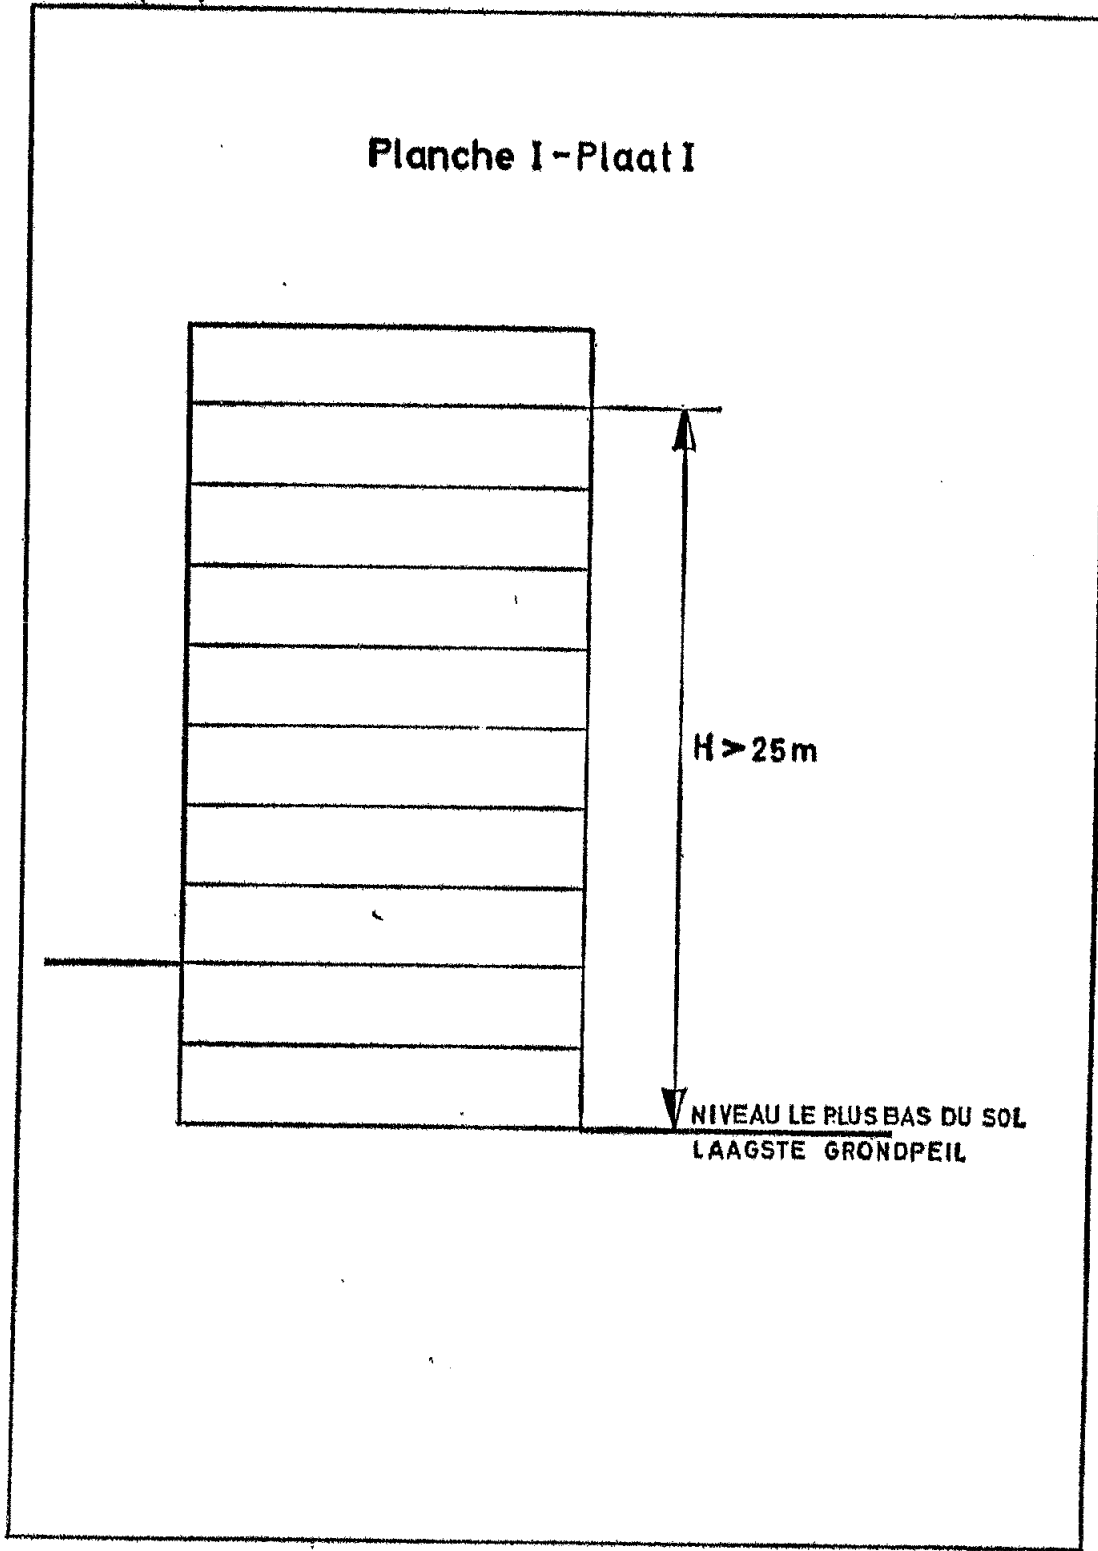 Planche I - Plaat I
H > 25 m
NIVEAU LE PLUS BAS DU SOL
LAAGSTE GRONDPEIL